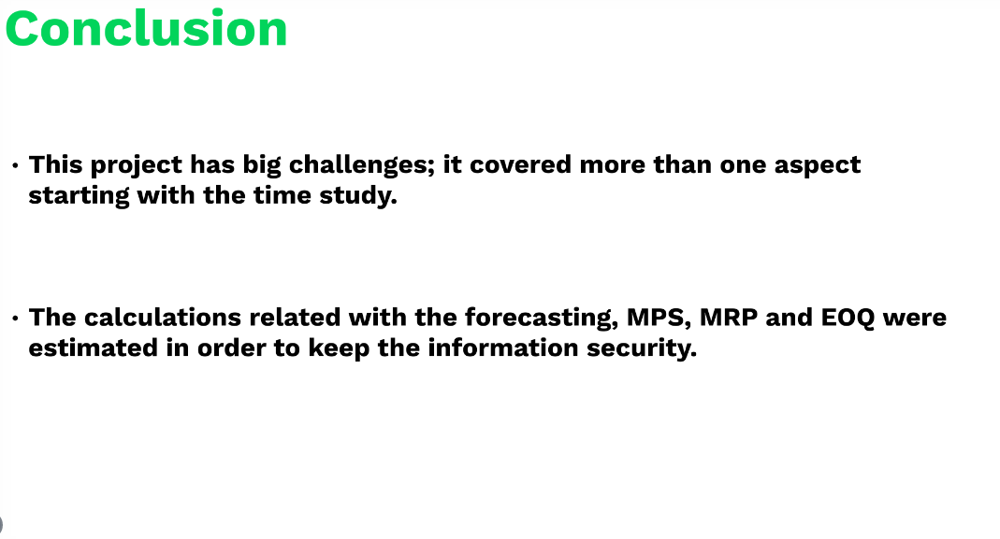 Conclusion
• This project has big challenges; it covered more than one aspect
starting with the time study.
• The calculations related with the forecasting, MPS, MRP and EOQ were
estimated in order to keep the information security.